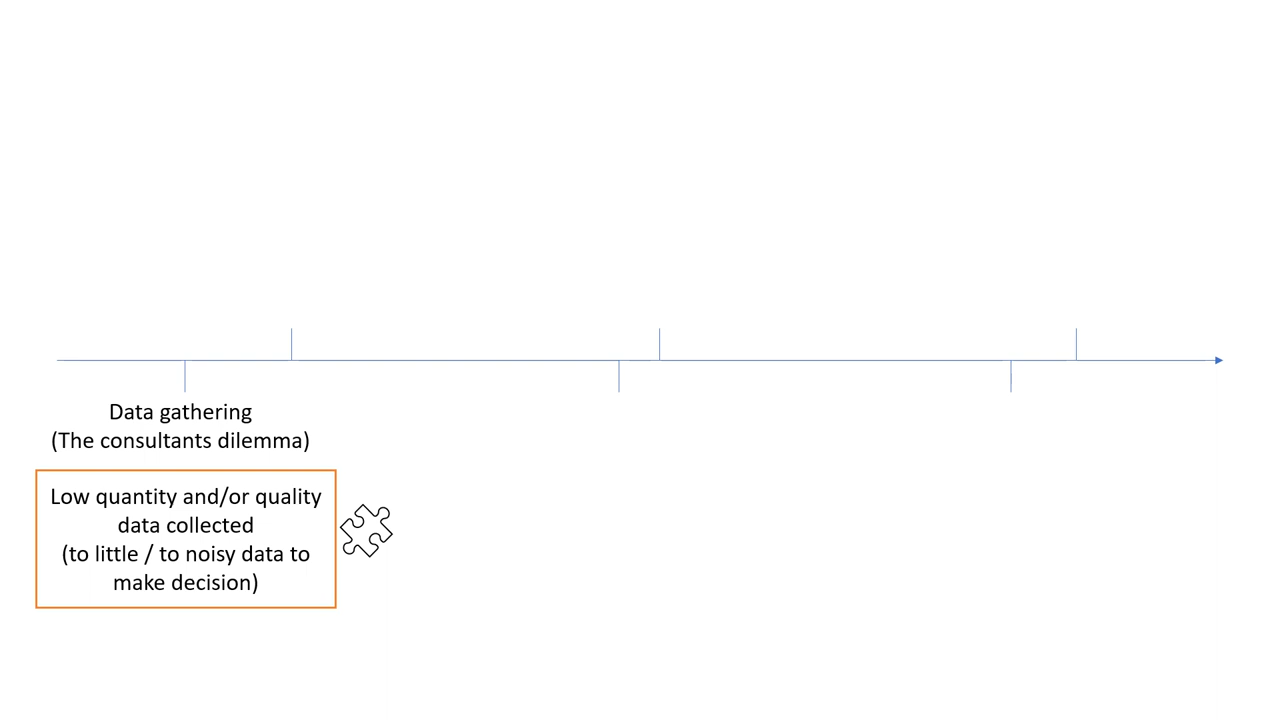 Data gathering
(The consultants dilemma)
Low quantity and/or quality
data collected
(to little / to noisy data to
make decision)